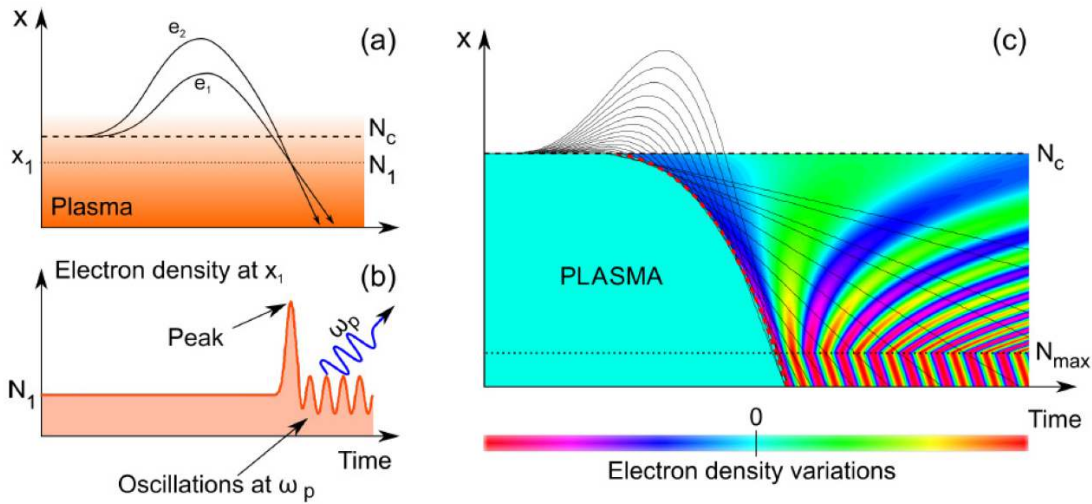 x
(a)
e2
e1
Nc
x1
N1
Plasma
Electron density at x1
(b)
Peak
ωp
N1
Time
Oscillations at ωp
x
(c)
Nc
PLASMA
Nmax
0
Time
Electron density variations